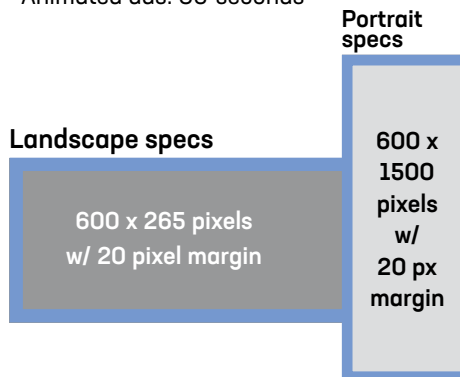 Portrait
specs
Landscape specs
600 x 265 pixels
w/ 20 pixel margin
600 x
1500
pixels
w/
20 px
margin